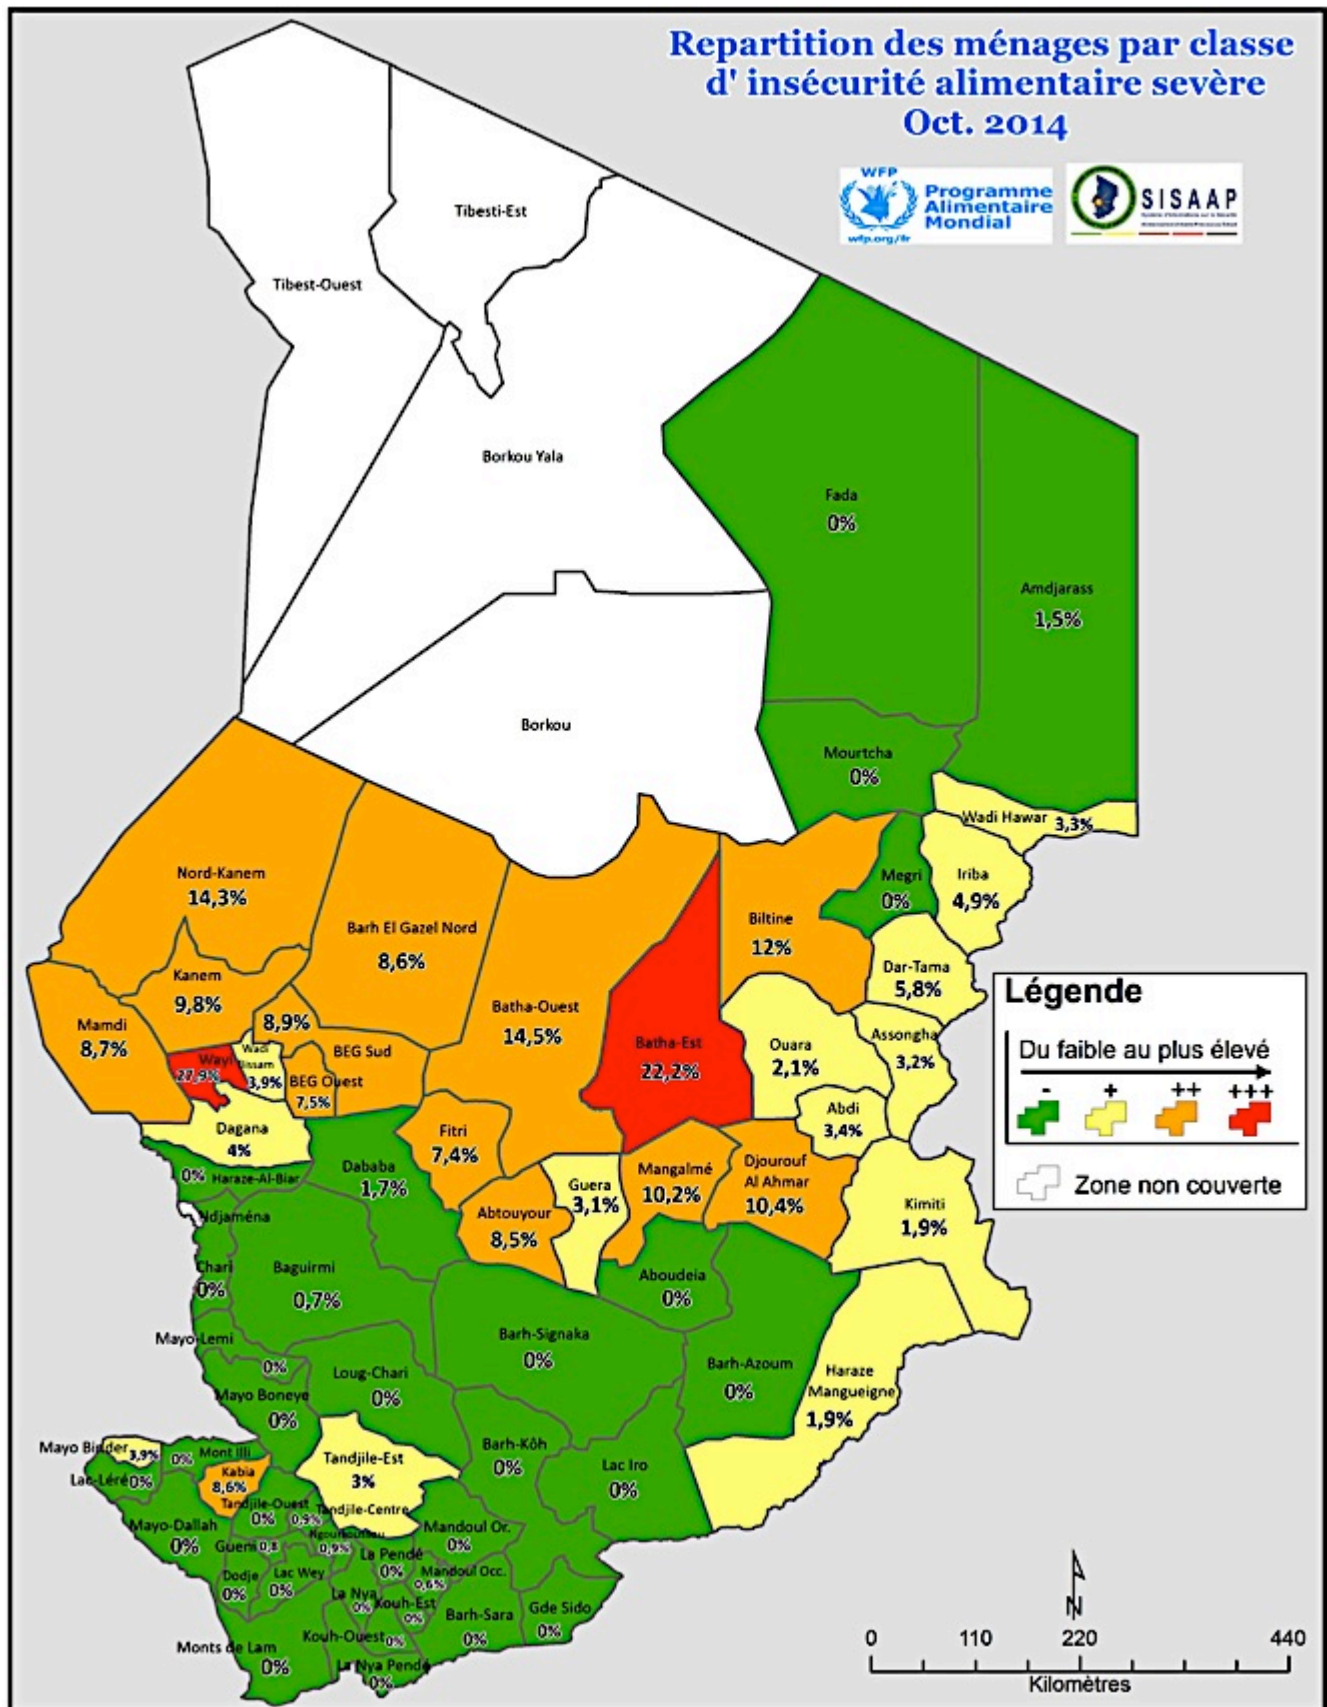 Repartition des ménages par classe
d' insécurité alimentaire sevère
Oct. 2014
WFP
Programme
Alimentaire
Mondial
wfp.org/fr
SISAAP
Tibesti-Est
Tibest-Ouest
Borkou Yala
Fada
0%
Amdjarass
1,5%
Borkou
Mourtcha
0%
Wadi Hawar 3,3%
Nord-Kanem
14,3%
Megri
0%
Iriba
4,9%
Barh El Gazel Nord
8,6%
Biltine
12%
Kanem
9,8%
Dar-Tama
5,8%
Mamdi
8,7%
8,9%
Batha-Ouest
14,5%
Batha-Est
22,2%
Ouara
2,1%
Assongha
3,2%
Wayi
27,9%
Wadi
Bissam
3,9%
BEG Sud
BEG Ouest
7,5%
Abdi
3,4%
Dagana
4%
Fitri
7,4%
Dababa
1,7%
0% Haraze-Al-Biar
Guera
3,1%
Mangalmé
10,2%
Djourouf
Al Ahmar
10,4%
Kimiti
1,9%
Ndjaména
Abtouyour
8,5%
Chari
0%
Baguirmi
0,7%
Aboudeia
0%
Mayo-Lemi
0%
Barh-Signaka
0%
Barh-Azoum
0%
Haraze
Mangueigne
1,9%
Loug-Chari
0%
Mayo Boneye
0%
Mayo Binder 3,9%
Mont Illi
0%
Lac-Léré 0%
Kabia
8,6%
Tandjile-Est
3%
Barh-Kôh
0%
Lac Iro
0%
Tandjile-Ouest
0%
Tandjile-Centre
0,9%
Mayo-Dallah
0%
0,9%
Mandoul Or.
0%
Gueni 0,8
La Pendé
0%
Mandoul Occ.
0,6%
Dodje
0%
Lac Wey
0%
La Nya
0%
Kouh-Est
0%
Barh-Sara
0%
Gde Sido
0%
Monts de Lam
0%
Kouh-Ouest 0%
La Nya Pendé
0%
Légende
Du faible au plus élevé
- + ++ +++
Zone non couverte
N
0 110 220 440
Kilomètres